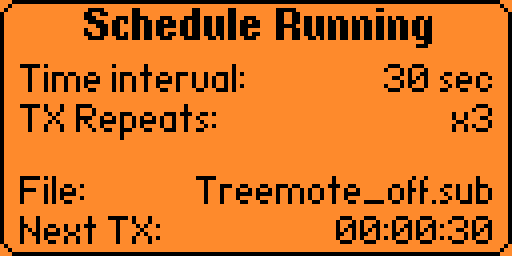 Schedule Running
Time interval: 30 sec
TX Repeats: x3
File: Treemote_off.sub
Next TX: 00:00:30